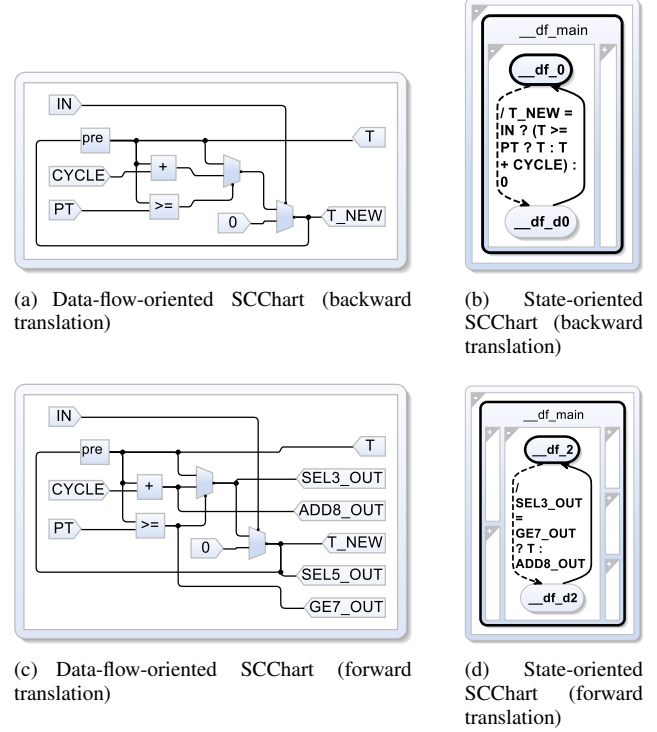 IN
pre
T
CYCLE
+
PT
>=
0
T_NEW
(a) Data-flow-oriented SCChart (backward
translation)
-
__df_main
-
+
__df_0
/ T_NEW =
IN ? (T >=
PT ? T : T
+ CYCLE) :
0
__df_d0
(b) State-oriented
SCChart (backward
translation)
IN
pre
T
SEL3_OUT
CYCLE
+
ADD8_OUT
PT
>=
0
T_NEW
SEL5_OUT
GE7_OUT
(c) Data-flow-oriented SCChart (forward
translation)
-
__df_main
+
-
+
__df_2
/
SEL3_OUT
=
GE7_OUT
? T :
ADD8_OUT
+
+
+
__df_d2
(d) State-oriented
SCChart (forward
translation)